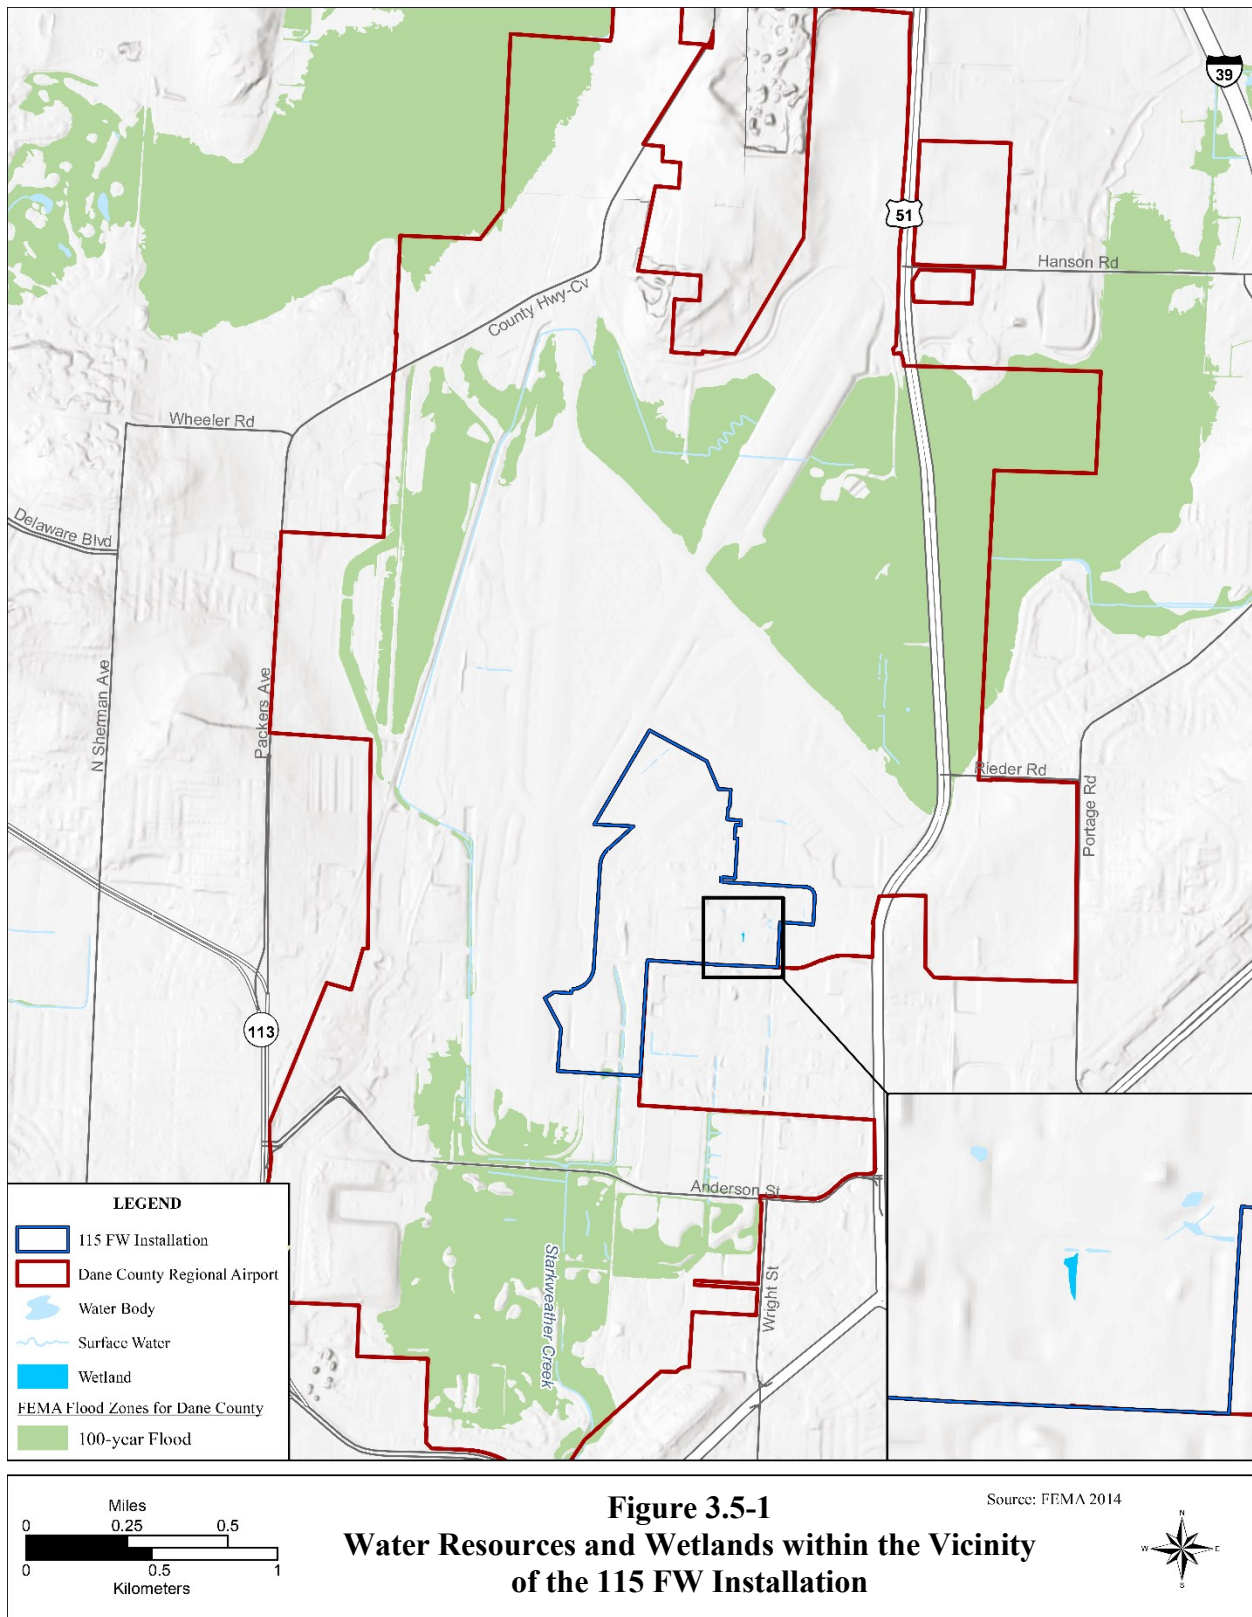 39
51
Hanson Rd
County Hwy-Cv
Wheeler Rd
Delaware Blvd
N Sherman Ave
Packers Ave
Rieder Rd
Portage Rd
113
Anderson St
Starkweather Creek
Wright St
LEGEND
115 FW Installation
Dane County Regional Airport
Water Body
Surface Water
Wetland
FEMA Flood Zones for Dane County
100-year Flood
Miles
0 0.25 0.5
0 0.5 1
Kilometers
Figure 3.5-1
Water Resources and Wetlands within the Vicinity
of the 115 FW Installation
Source: FEMA 2014
N
W E
S